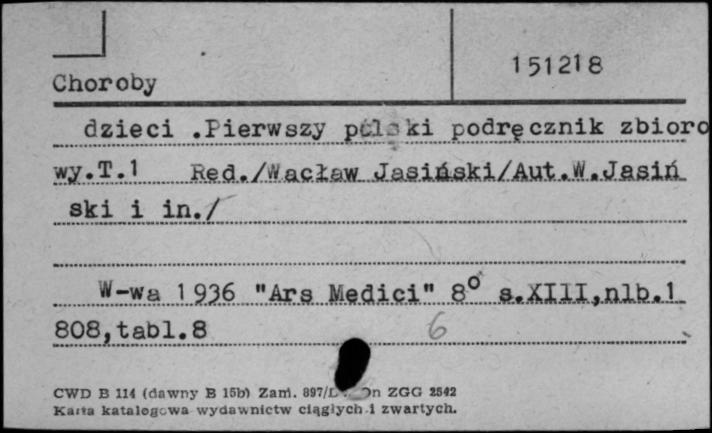 151218
Choroby
dzieci .Pierwszy polski podręcznik zbioro
wy.T.1 Red./Wacław Jasiński/Aut.W.Jasiń
ski i in./
W-wa 1936 "Ars Medici" 8° s.XIII,nlb.1
808,tabl.8
6
CWD B 114 (dawny B 15b) Zam. 897/ ZGG 2542
Karta katalogowa wydawnictw ciągłych i zwartych.